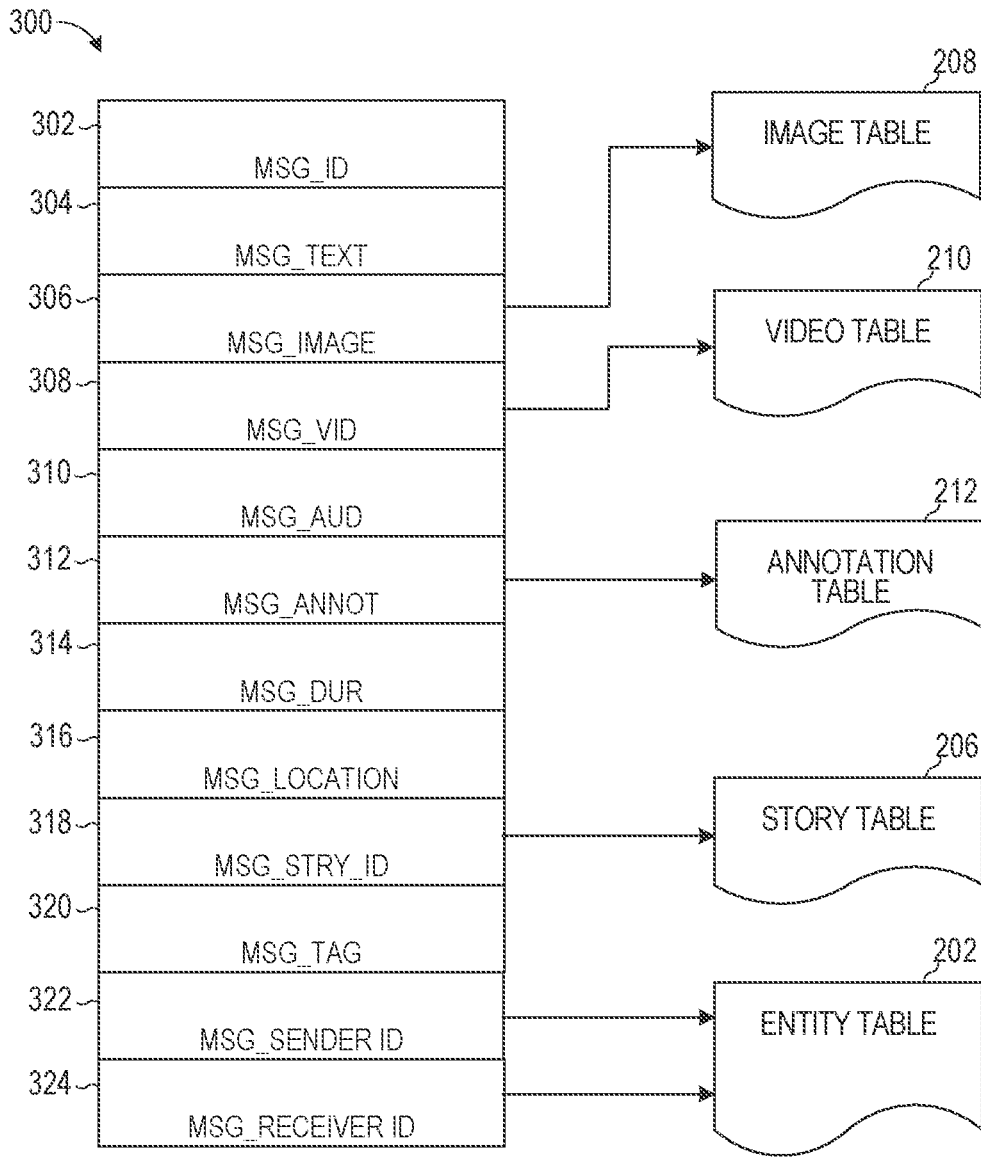 300
302
MSG_ID
304
MSG_TEXT
306
MSG_IMAGE
308
MSG_VID
310
MSG_AUD
312
MSG_ANNOT
314
MSG_DUR
316
MSG_LOCATION
318
MSG_STRY_ID
320
MSG_TAG
322
MSG_SENDER ID
324
MSG_RECEIVER ID
208
IMAGE TABLE
210
VIDEO TABLE
212
ANNOTATION
TABLE
206
STORY TABLE
202
ENTITY TABLE